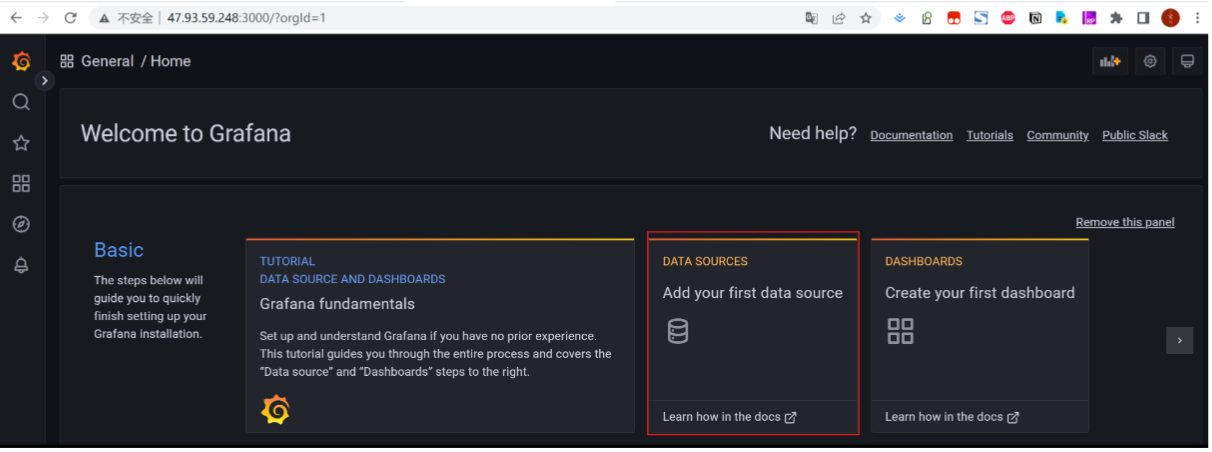 不安全 | 47.93.59.248:3000/?orgId=1
General / Home
Welcome to Grafana
Need help? Documentation Tutorials Community Public Slack
Remove this panel
Basic
The steps below will
guide you to quickly
finish setting up your
Grafana installation.
TUTORIAL
DATA SOURCE AND DASHBOARDS
Grafana fundamentals
Set up and understand Grafana if you have no prior experience.
This tutorial guides you through the entire process and covers the
"Data source" and "Dashboards" steps to the right.
DATA SOURCES
Add your first data source
Learn how in the docs
DASHBOARDS
Create your first dashboard
Learn how in the docs